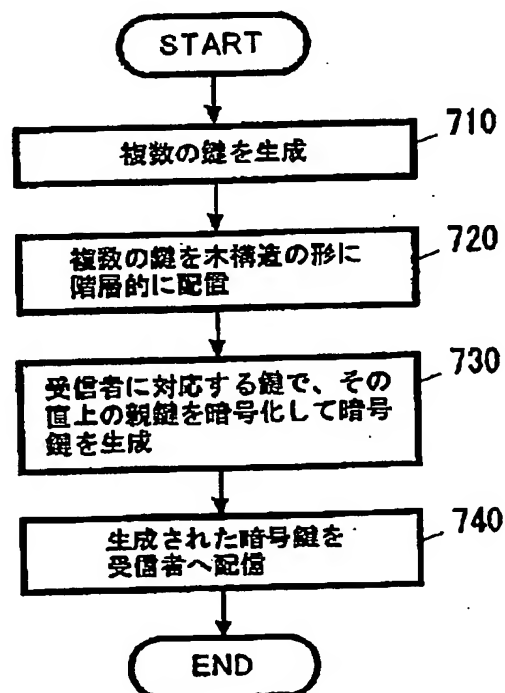 START
複数の鍵を生成
710
複数の鍵を木構造の形に
階層的に配置
720
受信者に対応する鍵で、その
直上の親鍵を暗号化して暗号
鍵を生成
730
生成された暗号鍵を
受信者へ配信
740
END